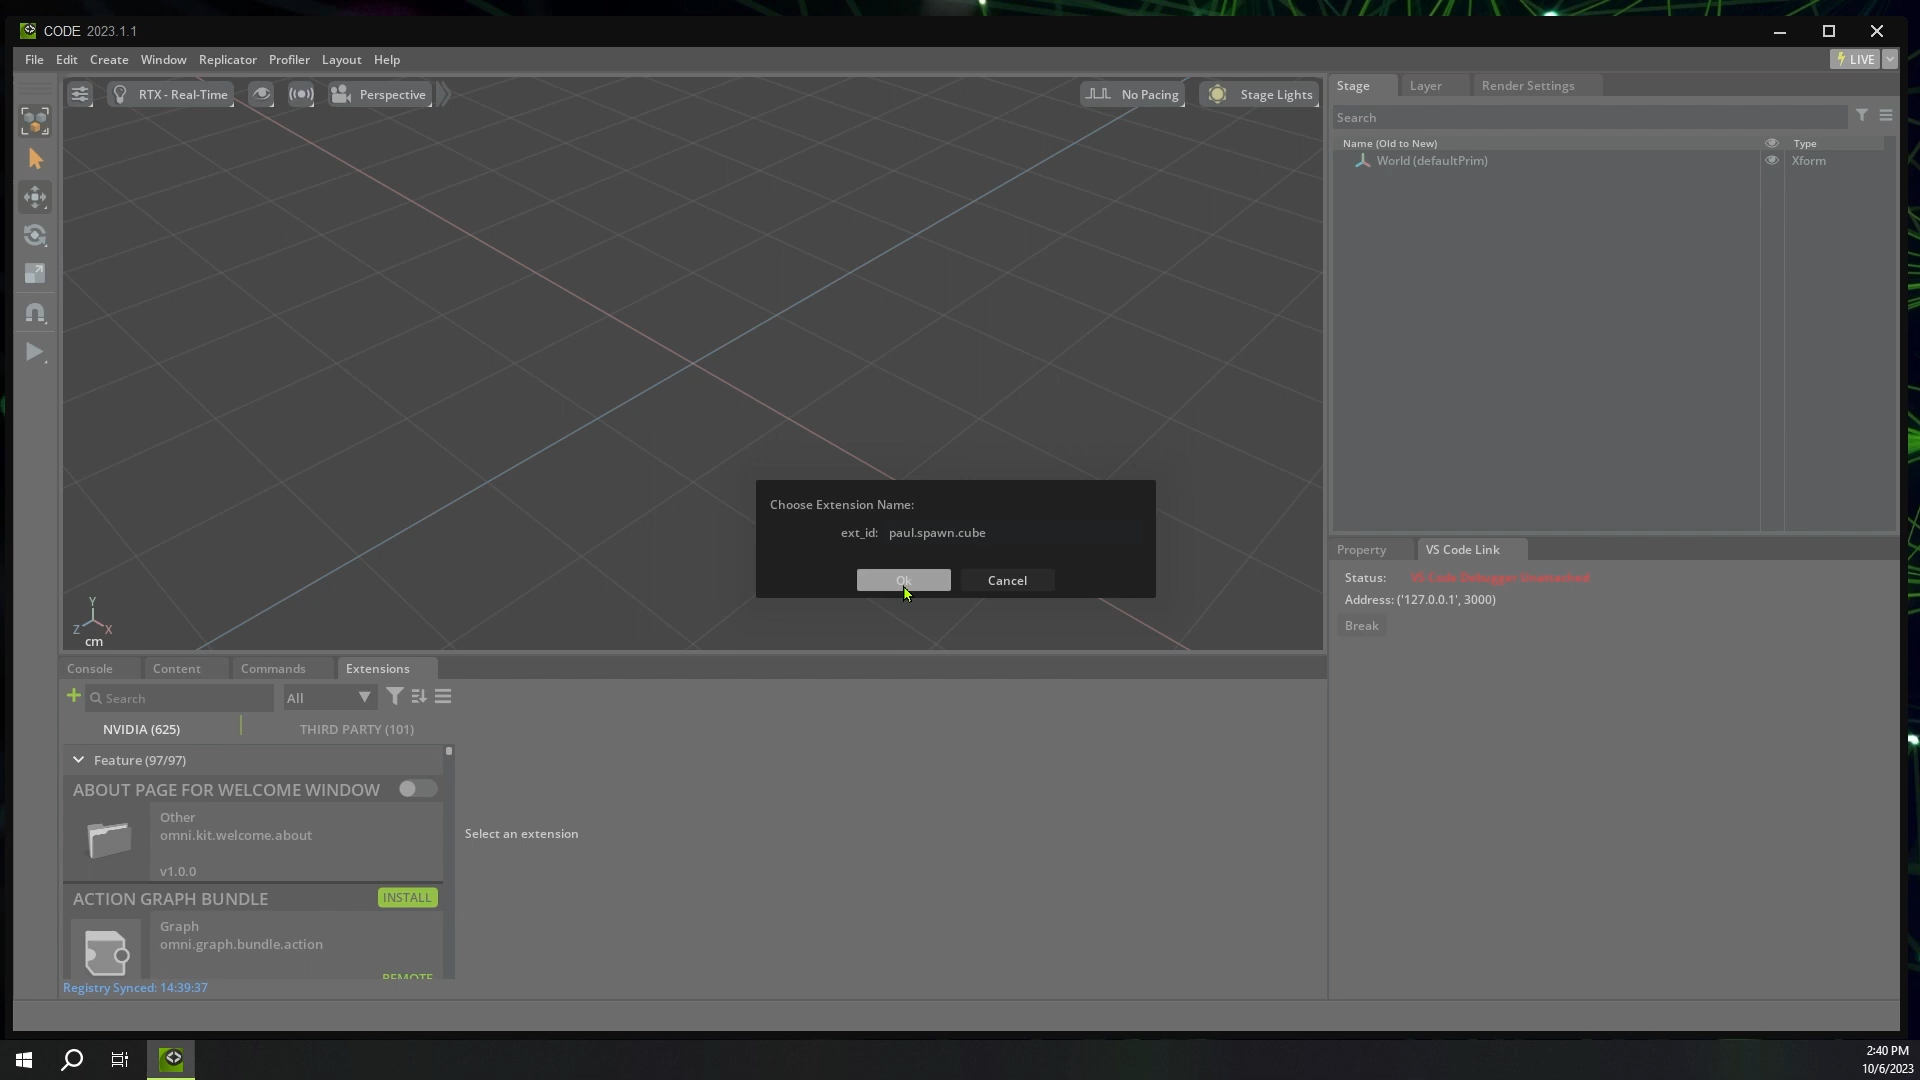 CODE 2023.1.1
File Edit Create Window Replicator Profiler Layout Help
LIVE
RTX - Real-Time
Perspective
No Pacing
Stage Lights
Stage Layer Render Settings
Search
Name (Old to New) Type
World (defaultPrim) Xform
Choose Extension Name:
ext_id: paul.spawn.cube
Ok Cancel
Y
Z X
cm
Property VS Code Link
Status: VS Code Debugger Unattached
Address: ('127.0.0.1', 3000)
Break
Console Content Commands Extensions
Search All
NVIDIA (625) THIRD PARTY (101)
Feature (97/97)
ABOUT PAGE FOR WELCOME WINDOW
Other
omni.kit.welcome.about
v1.0.0
Select an extension
ACTION GRAPH BUNDLE INSTALL
Graph
omni.graph.bundle.action
REMOTE
Registry Synced: 14:39:37
2:40 PM
10/6/2023